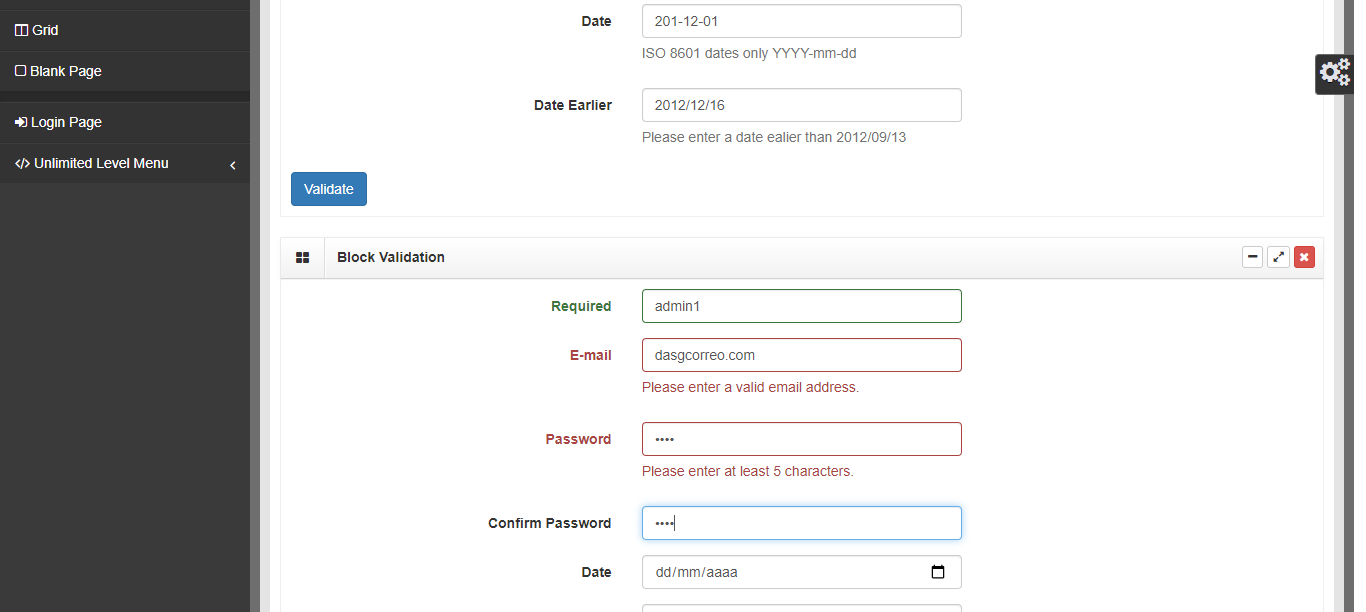 Grid
Blank Page
Login Page
Unlimited Level Menu
Date
201-12-01
ISO 8601 dates only YYYY-mm-dd
Date Earlier
2012/12/16
Please enter a date ealier than 2012/09/13
Validate
Block Validation
Required
admin1
E-mail
dasgcorreo.com
Please enter a valid email address.
Password
••••
Please enter at least 5 characters.
Confirm Password
••••
Date
dd/mm/aaaa